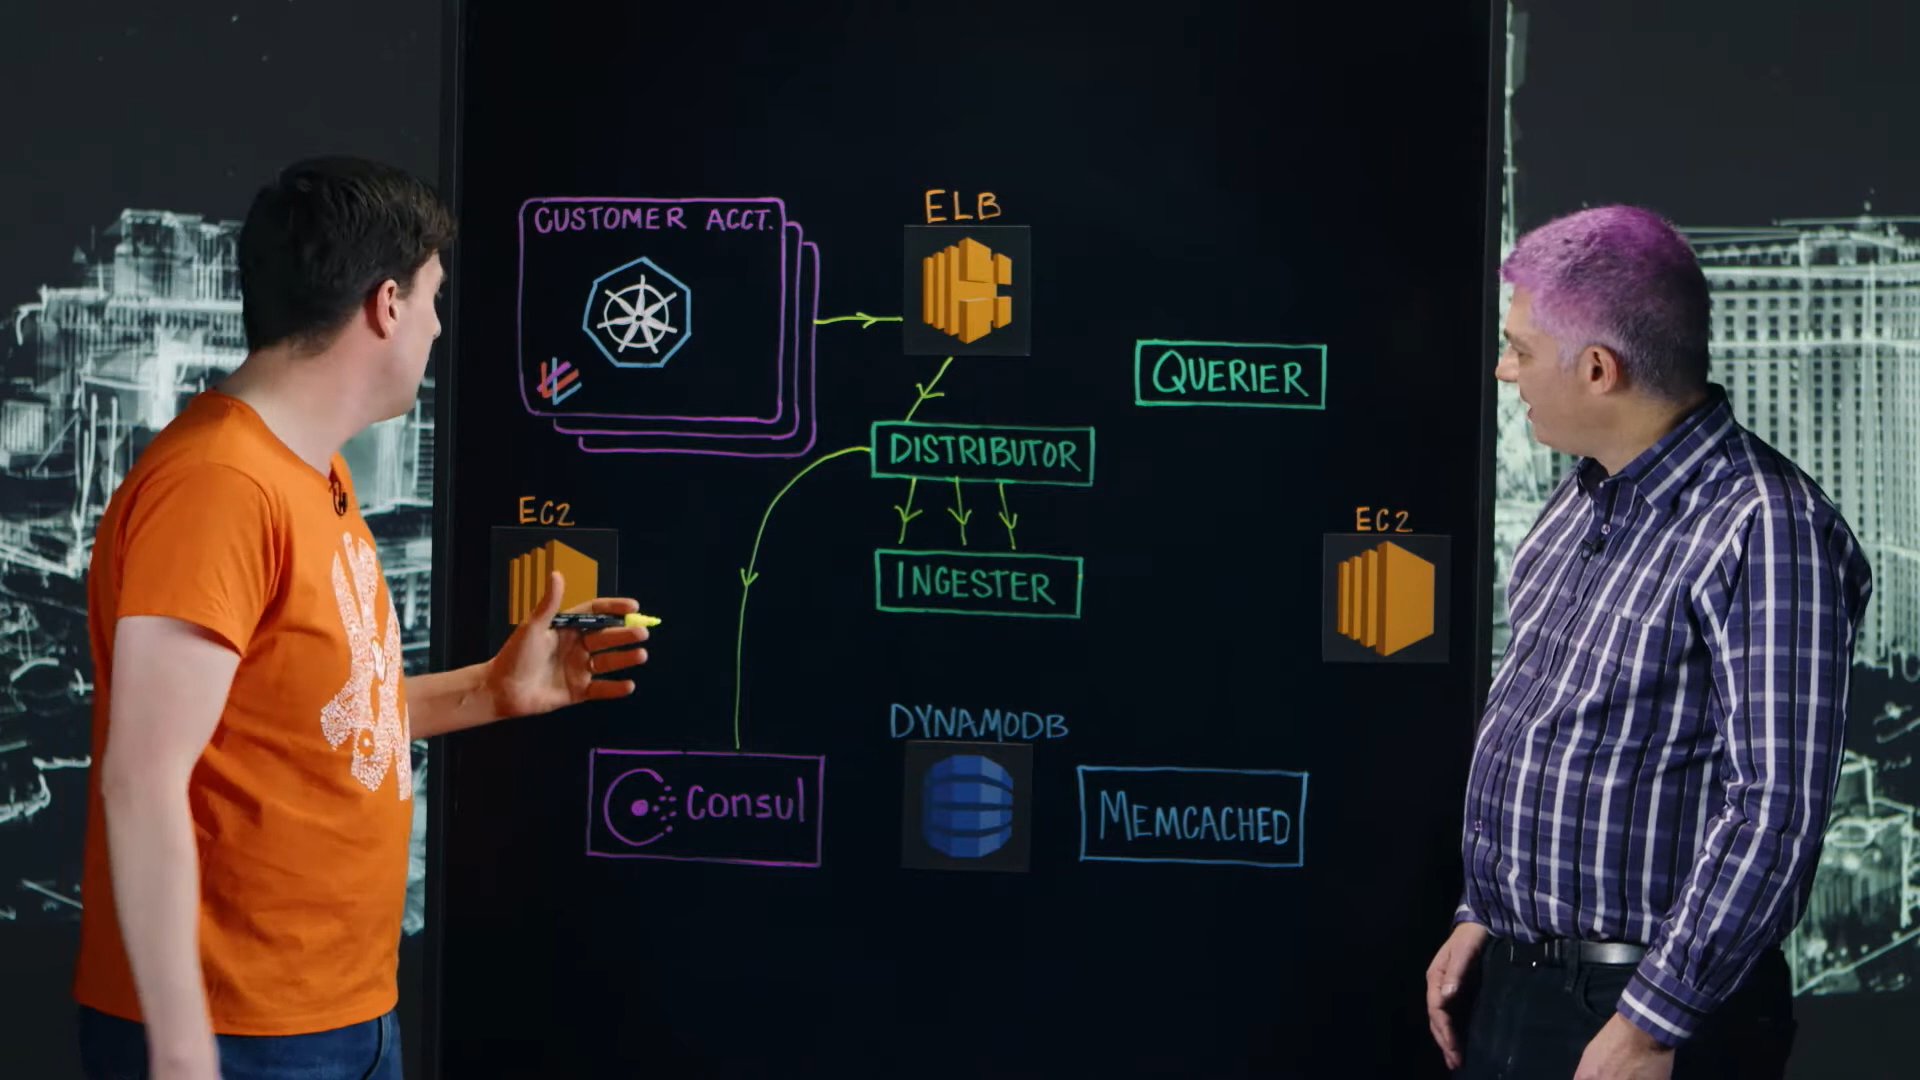 ELB
CUSTOMER ACCT.
QUERIER
DISTRIBUTOR
EC2
EC2
INGESTER
DYNAMODB
Consul
MEMCACHED